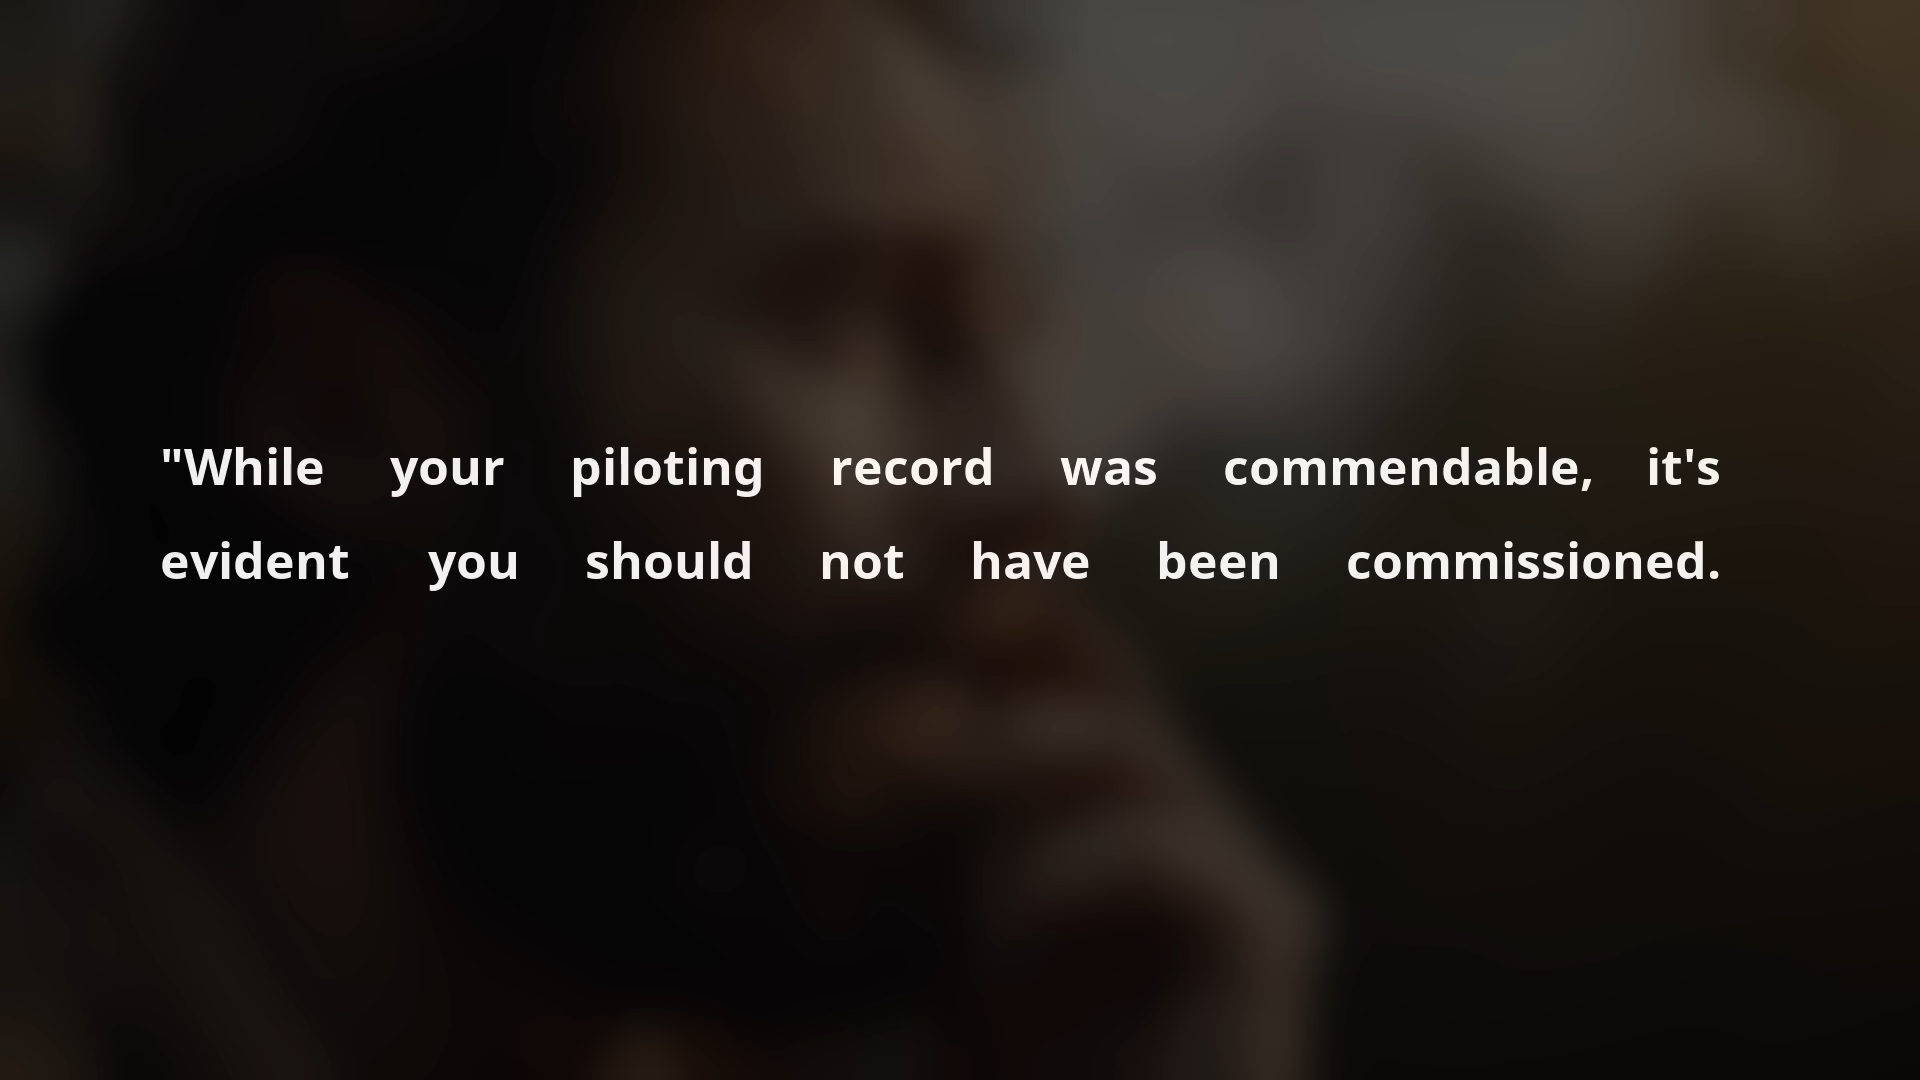 "While your piloting record was commendable, it's
evident you should not have been commissioned.